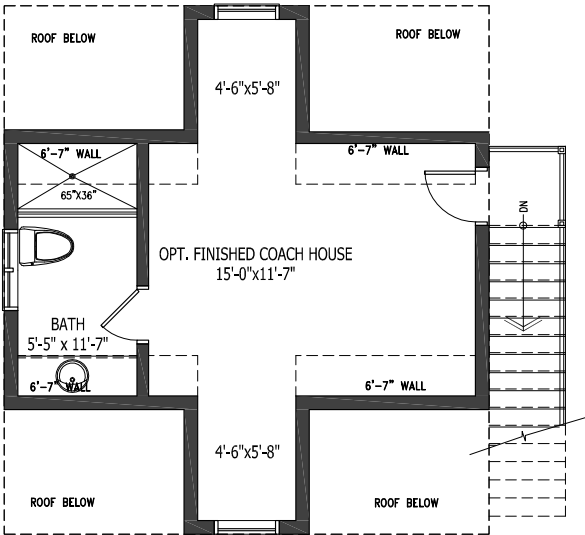 ROOF BELOW
ROOF BELOW
4'-6"x5'-8"
6'-7" WALL
6'-7" WALL
65"X36"
DN
OPT. FINISHED COACH HOUSE
15'-0"x11'-7"
BATH
5'-5" x 11'-7"
6'-7" WALL
6'-7" WALL
4'-6"x5'-8"
ROOF BELOW
ROOF BELOW